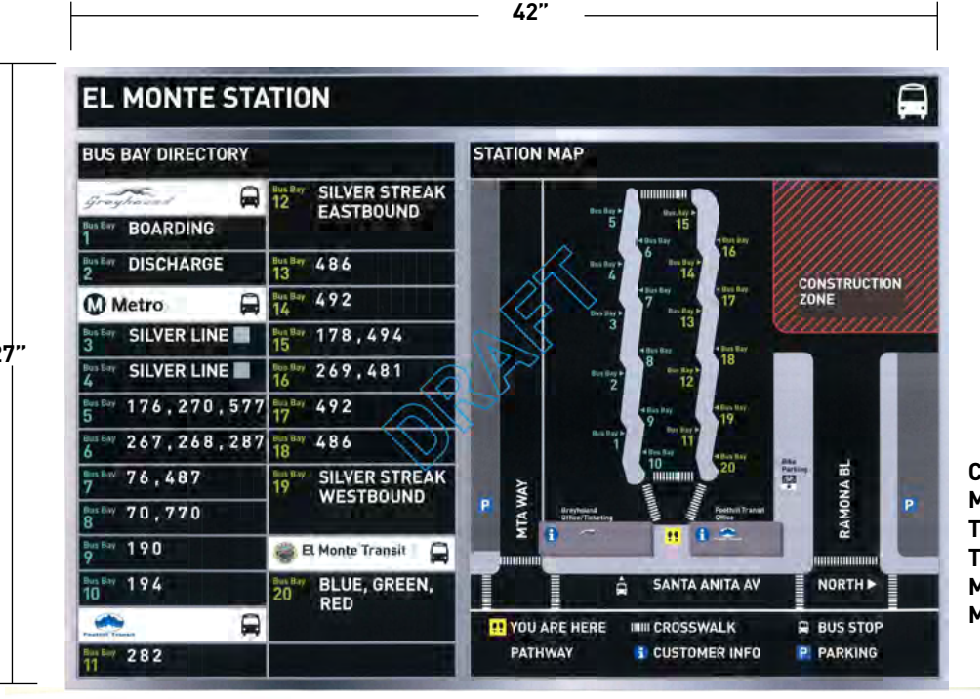 42”
27”
EL MONTE STATION
BUS BAY DIRECTORY
Greyhound
Bus Bay 1 BOARDING
Bus Bay 2 DISCHARGE
M Metro
Bus Bay 3 SILVER LINE
Bus Bay 4 SILVER LINE
Bus Bay 5 176,270,577
Bus Bay 6 267,268,287
Bus Bay 7 76,487
Bus Bay 8 70,770
Bus Bay 9 190
Bus Bay 10 194
Foothill Transit
Bus Bay 11 282
Bus Bay 12 SILVER STREAK
EASTBOUND
Bus Bay 13 486
Bus Bay 14 492
Bus Bay 15 178,494
Bus Bay 16 269,481
Bus Bay 17 492
Bus Bay 18 486
Bus Bay 19 SILVER STREAK
WESTBOUND
El Monte Transit
Bus Bay 20 BLUE, GREEN,
RED
STATION MAP
Bus Bay 5
Bus Bay 4
Bus Bay 3
Bus Bay 2
Bus Bay 1
Bus Bay 6
Bus Bay 7
Bus Bay 8
Bus Bay 9
Bus Bay 10
Bus Bay 15
Bus Bay 14
Bus Bay 13
Bus Bay 12
Bus Bay 11
Bus Bay 16
Bus Bay 17
Bus Bay 18
Bus Bay 19
Bus Bay 20
CONSTRUCTION
ZONE
DRAFT
Bike
Parking
P
MTA WAY
RAMONA BL
P
Greyhound
Office/Ticketing
Foothill Transit
Office
i
i
SANTA ANITA AV
NORTH
YOU ARE HERE
CROSSWALK
BUS STOP
PATHWAY
i CUSTOMER INFO
P PARKING
C
M
T
T
M
M